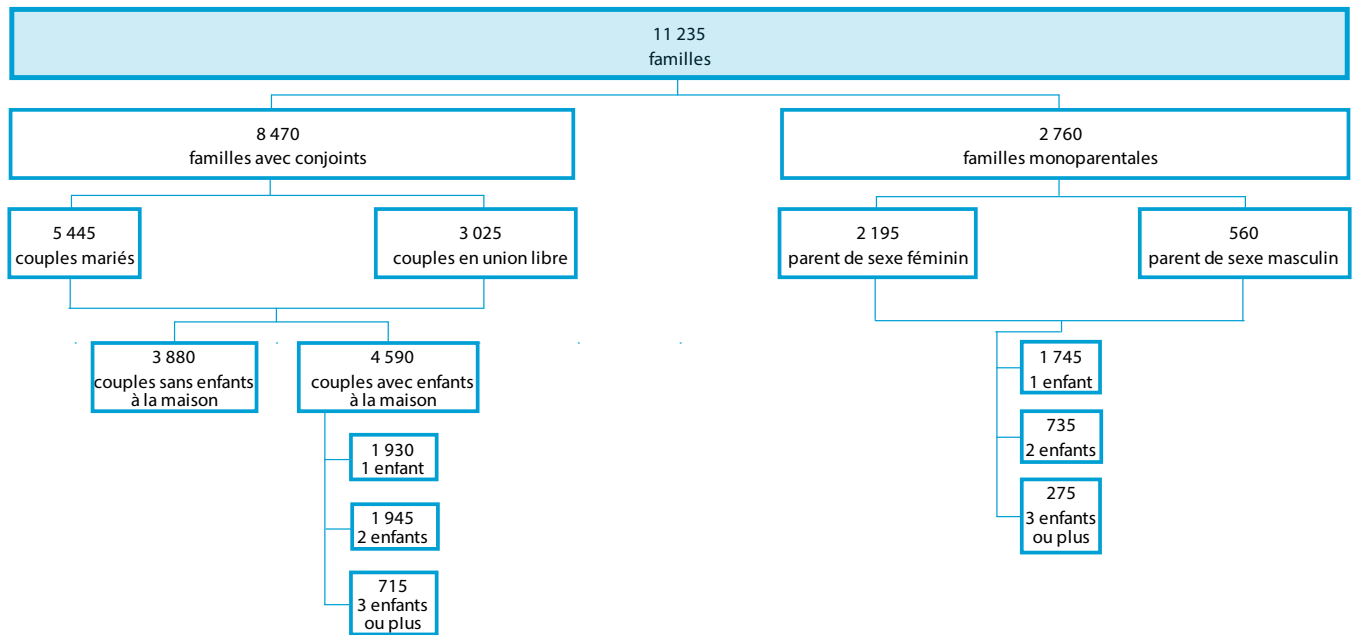 11 235
familles
8 470
familles avec conjoints
2 760
familles monoparentales
5 445
couples mariés
3 025
couples en union libre
2 195
parent de sexe féminin
560
parent de sexe masculin
3 880
couples sans enfants
à la maison
4 590
couples avec enfants
à la maison
1 930
1 enfant
1 945
2 enfants
715
3 enfants
ou plus
1 745
1 enfant
735
2 enfants
275
3 enfants
ou plus